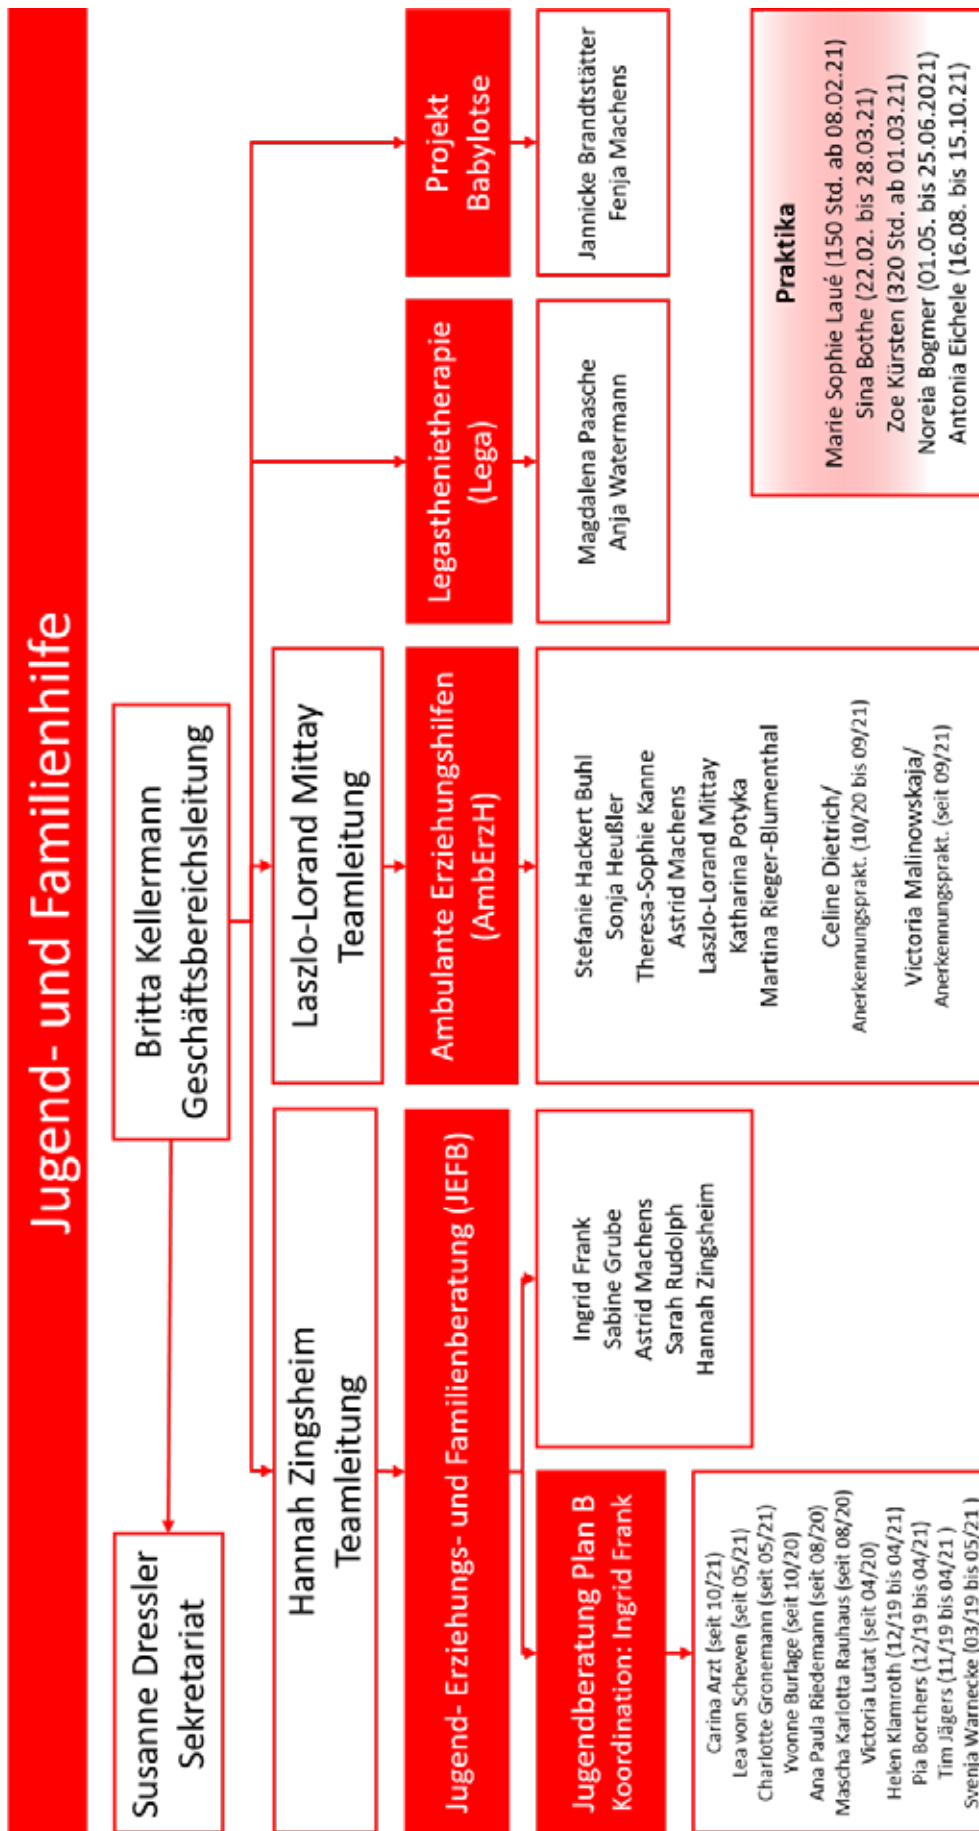 Jugend- und Familienhilfe
Britta Kellermann
Geschäftsbereichsleitung
Susanne Dressler
Sekretariat
Hannah Zingsheim
Teamleitung
Laszlo-Lorand Mittay
Teamleitung
Jugend- Erziehungs- und Familienberatung (JEFB)
Ambulante Erziehungshilfen
(AmbErzH)
Legasthenietherapie
(Lega)
Projekt
Babylotse
Jugendberatung Plan B
Koordination: Ingrid Frank
Ingrid Frank
Sabine Grube
Astrid Machens
Sarah Rudolph
Hannah Zingsheim
Stefanie Hackert Buhl
Sonja Heußler
Theresa-Sophie Kanne
Astrid Machens
Laszlo-Lorand Mittay
Katharina Potyka
Martina Rieger-Blumenthal
Celine Dietrich/
Anerkennungsprakt. (10/20 bis 09/21)
Victoria Malinowskaja/
Anerkennungsprakt. (seit 09/21)
Magdalena Paasche
Anja Watermann
Jannicke Brandtstätter
Fenja Machens
Carina Arzt (seit 10/21)
Lea von Scheven (seit 05/21)
Charlotte Gronemann (seit 05/21)
Yvonne Burlage (seit 10/20)
Ana Paula Riedemann (seit 08/20)
Mascha Karlotta Rauhaus (seit 08/20)
Victoria Lutat (seit 04/20)
Helen Klamroth (12/19 bis 04/21)
Pia Borchers (12/19 bis 04/21)
Tim Jägers (11/19 bis 04/21 )
Svenja Warnecke (03/19 bis 05/21 )
Praktika
Marie Sophie Laué (150 Std. ab 08.02.21)
Sina Bothe (22.02. bis 28.03.21)
Zoe Kürsten (320 Std. ab 01.03.21)
Noreia Bogmer (01.05. bis 25.06.2021)
Antonia Eichele (16.08. bis 15.10.21)